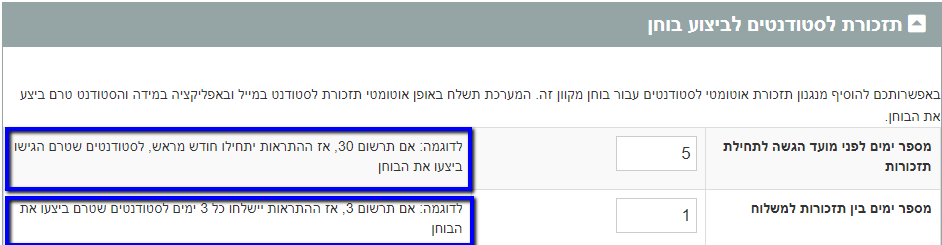 תזכורת לסטודנטים לביצוע בוחן
באפשרותכם להוסיף מנגנון תזכורת אוטומטי לסטודנטים עבור בוחן מקוון זה. המערכת תשלח באופן אוטומטי תזכורת לסטודנט במייל ובאפליקציה במידה והסטודנט טרם ביצע
את הבוחן.
מספר ימים לפני מועד הגשה לתחילת
תזכורות
5
לדוגמה: אם תרשום 30, אז ההתראות יתחילו חודש מראש, לסטודנטים שטרם הגישו
ביצעו את הבוחן
מספר ימים בין תזכורות למשלוח
1
לדוגמה: אם תרשום 3, אז ההתראות יישלחו כל 3 ימים לסטודנטים שטרם ביצעו את
הבוחן